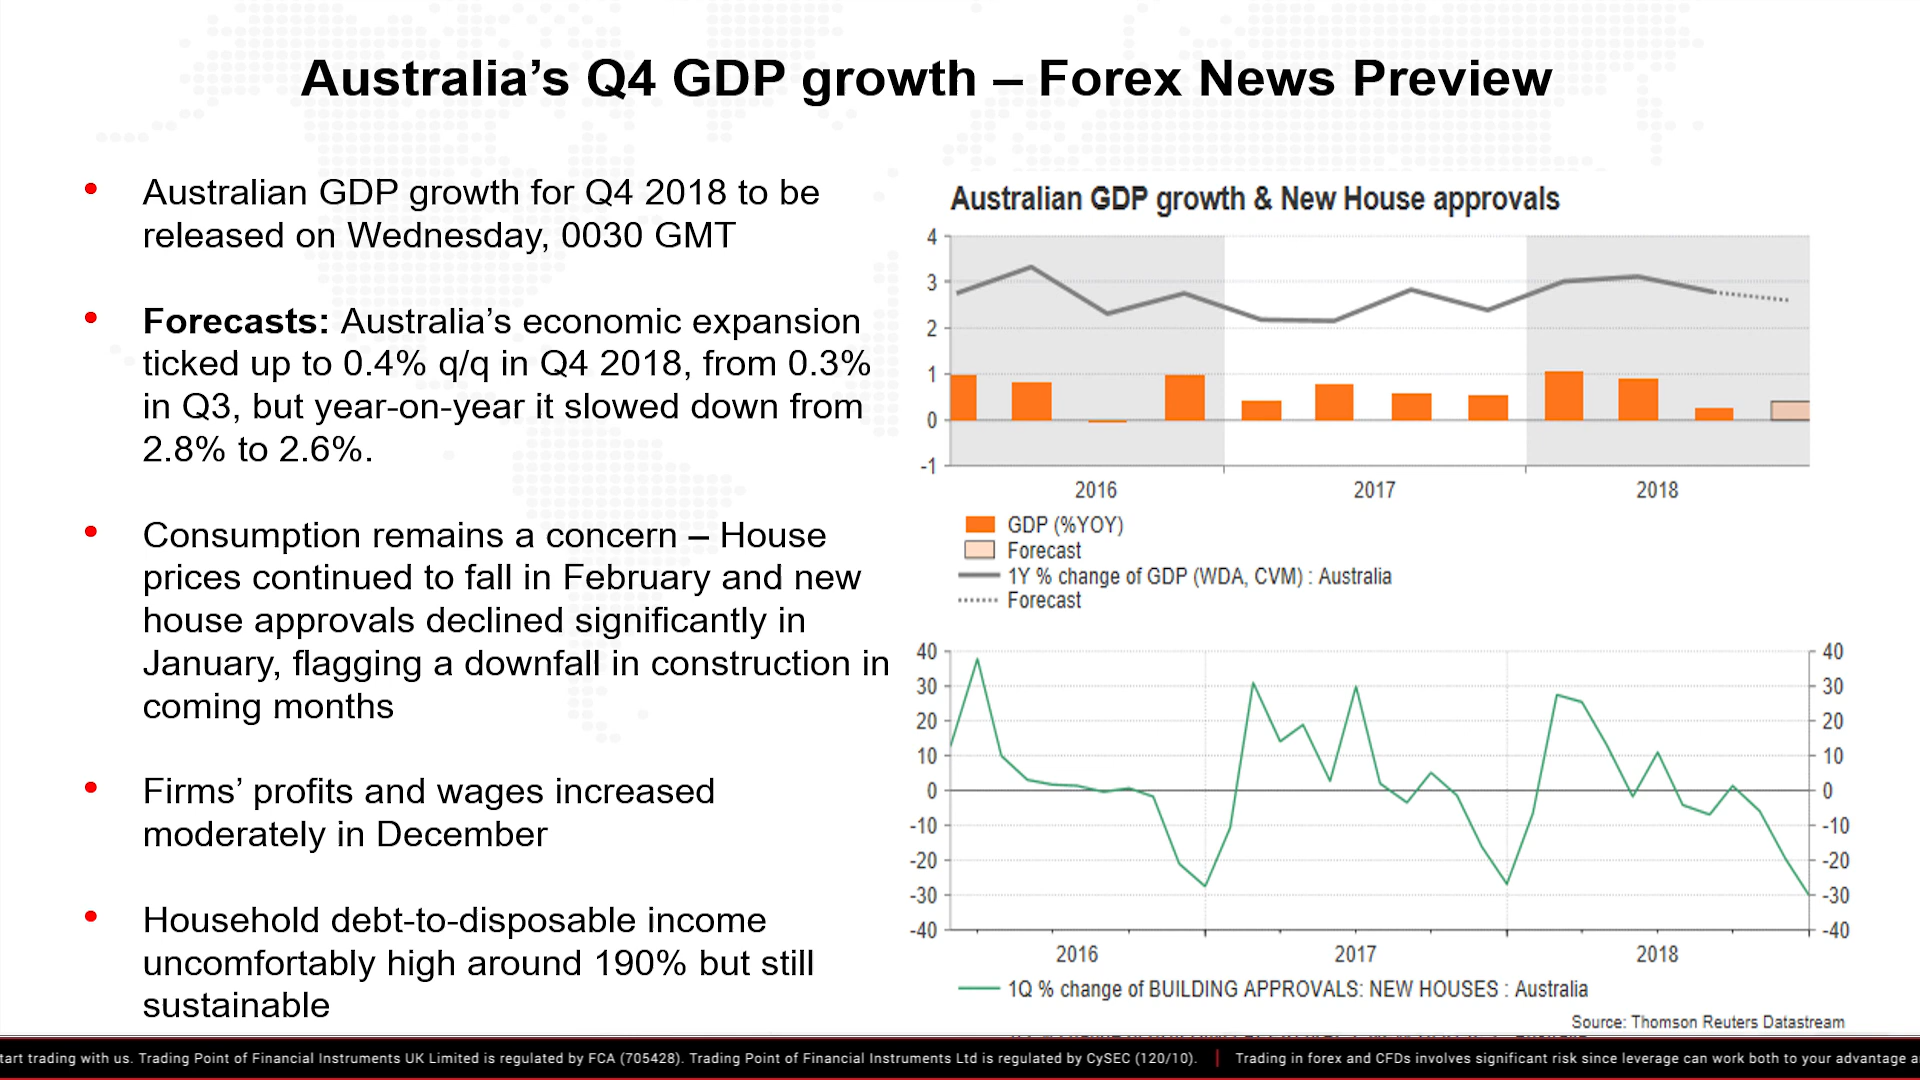 Australia’s Q4 GDP growth – Forex News Preview
• Australian GDP growth for Q4 2018 to be
released on Wednesday, 0030 GMT
• Forecasts: Australia’s economic expansion
ticked up to 0.4% q/q in Q4 2018, from 0.3%
in Q3, but year-on-year it slowed down from
2.8% to 2.6%.
• Consumption remains a concern – House
prices continued to fall in February and new
house approvals declined significantly in
January, flagging a downfall in construction in
coming months
• Firms’ profits and wages increased
moderately in December
• Household debt-to-disposable income
uncomfortably high around 190% but still
sustainable
Australian GDP growth & New House approvals
4
3
2
1
0
-1
2016 2017 2018
GDP (%YOY)
Forecast
1Y % change of GDP (WDA, CVM) : Australia
Forecast
40 40
30 30
20 20
10 10
0 0
-10 -10
-20 -20
-30 -30
-40 -40
2016 2017 2018
1Q % change of BUILDING APPROVALS: NEW HOUSES : Australia
Source: Thomson Reuters Datastream
tart trading with us. Trading Point of Financial Instruments UK Limited is regulated by FCA (705428). Trading Point of Financial Instruments Ltd is regulated by CySEC (120/10). | Trading in forex and CFDs involves significant risk since leverage can work both to your advantage a